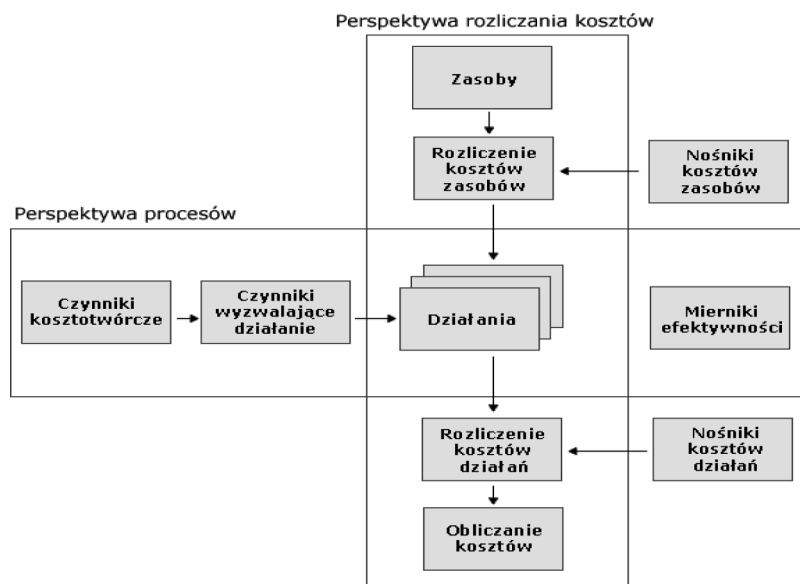 Perspektywa rozliczania kosztów
Zasoby
Rozliczenie
kosztów
zasobów
Nośniki
kosztów
zasobów
Perspektywa procesów
Czynniki
kosztotwórcze
Czynniki
wyzwalające
działanie
Działania
Mierniki
efektywności
Rozliczenie
kosztów
działań
Nośniki
kosztów
działań
Obliczanie
kosztów